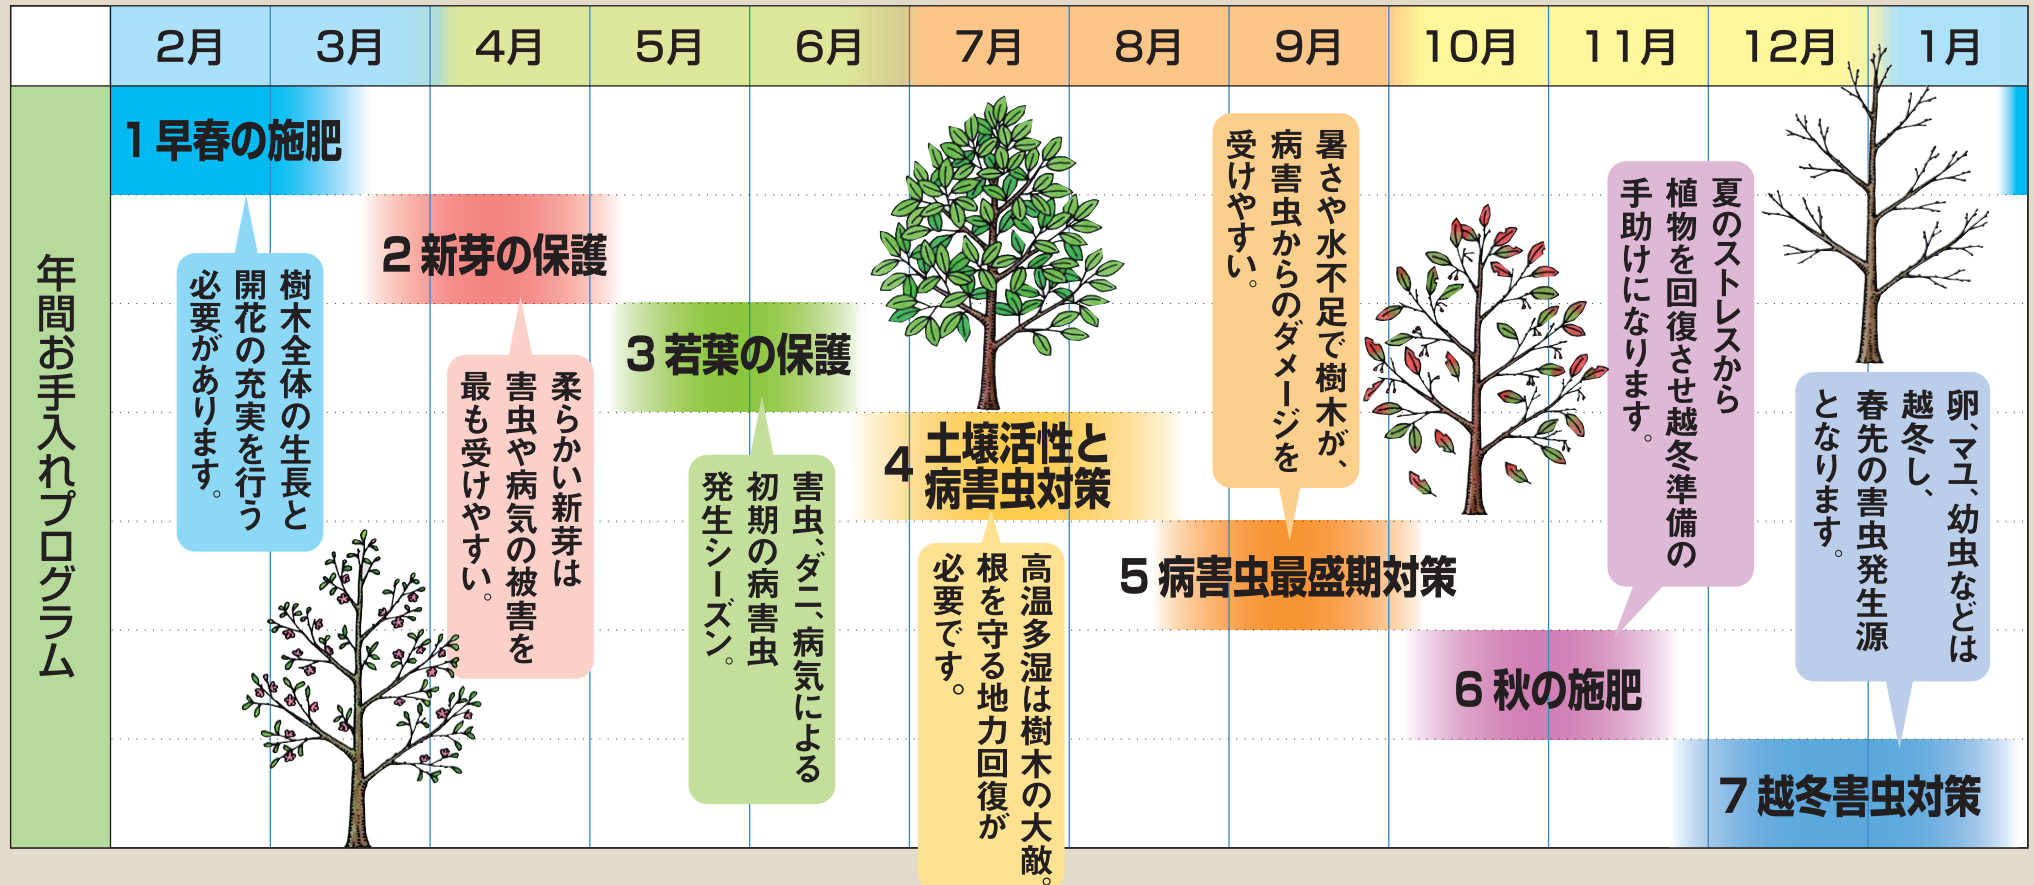 2月 3月 4月 5月 6月 7月 8月 9月 10月 11月 12月 1月
年間お手入れプログラム
1 早春の施肥
樹木全体の生長と
開花の充実を行う
必要があります。
2 新芽の保護
柔らかい新芽は
害虫や病気の被害を
最も受けやすい。
3 若葉の保護
害虫、ダニ、病気による
初期の病害虫
発生シーズン。
4 土壌活性と
病害虫対策
高温多湿は樹木の大敵。
根を守る地力回復が
必要です。
5 病害虫最盛期対策
暑さや水不足で樹木が、
病害虫からのダメージを
受けやすい。
6 秋の施肥
夏のストレスから
植物を回復させ越冬準備の
手助けになります。
7 越冬害虫対策
卵、マユ、幼虫などは
越冬し、
春先の害虫発生源
となります。